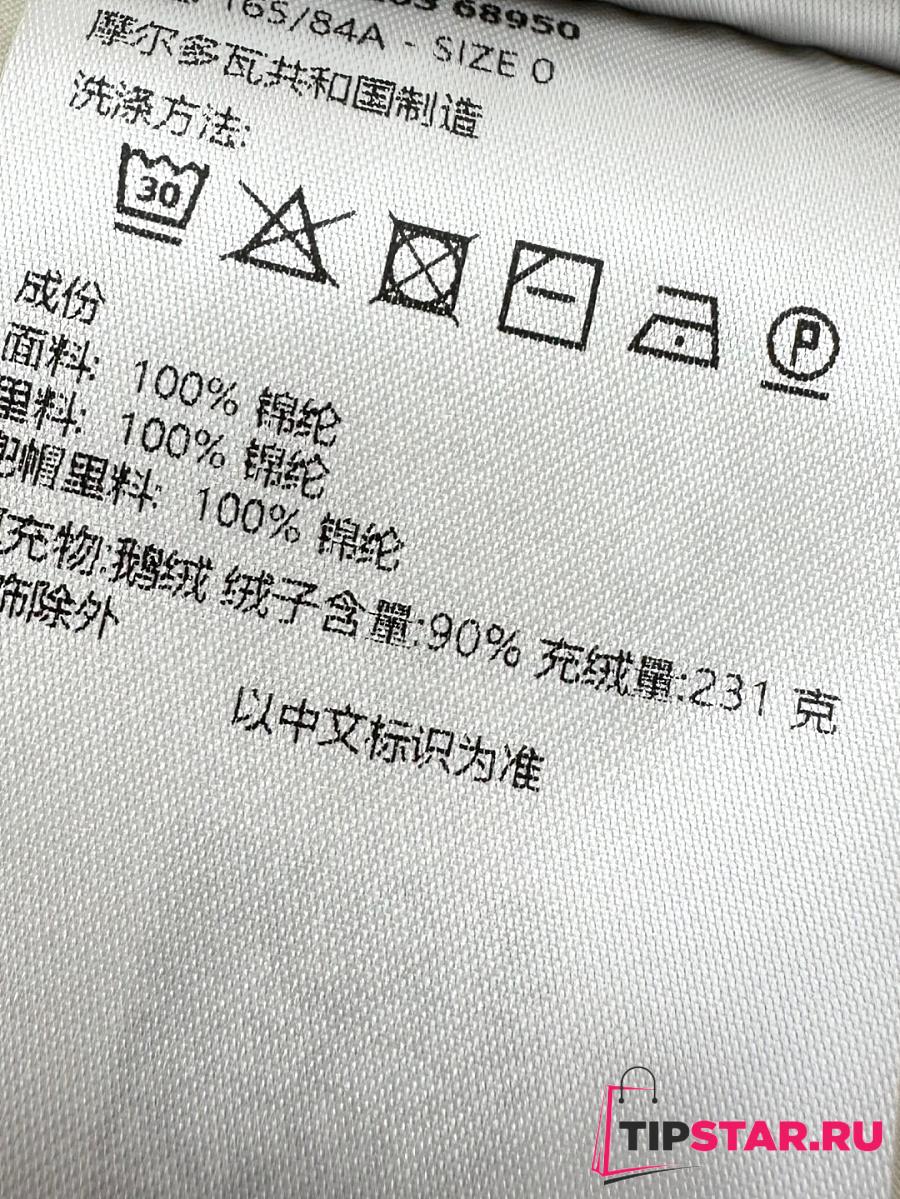 68950
165/84A - SIZE 0
摩尔多瓦共和国制造
洗涤方法:
30
P
成份
面料: 100% 锦纶
里料: 100% 锦纶
帽里料: 100% 锦纶
充物:鹅绒 绒子含量:90% 充绒量:231 克
饰除外
以中文标识为准
TIPSTAR.RU